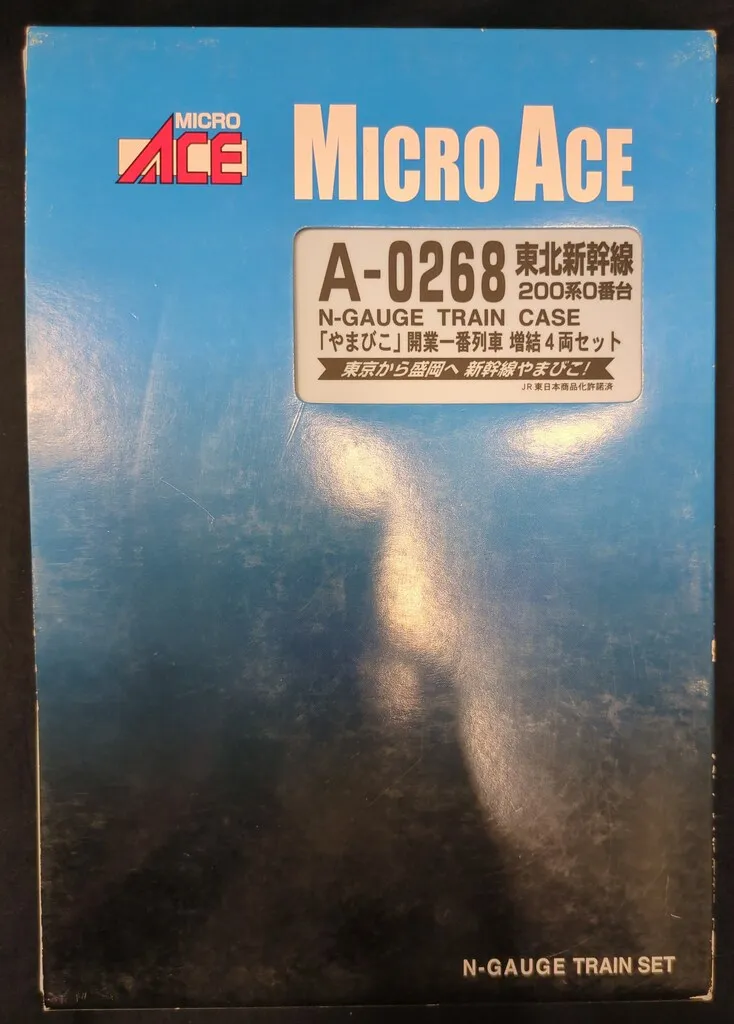 MICRO
ACE
MICRO ACE
A-0268 東北新幹線
200系0番台
N-GAUGE TRAIN CASE
「やまびこ」開業一番列車 増結4両セット
東京から盛岡へ 新幹線やまびこ!
JR東日本商品化許諾済
N-GAUGE TRAIN SET